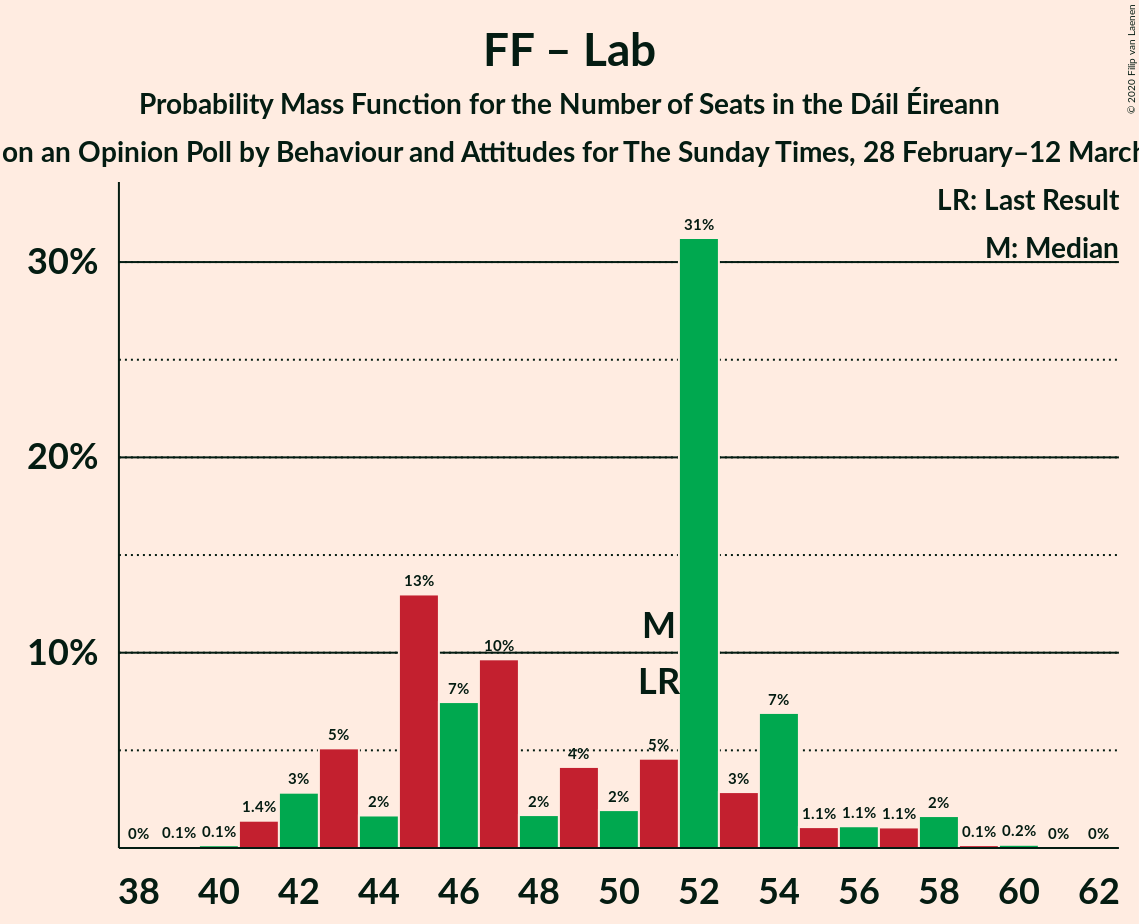 FF – Lab
Probability Mass Function for the Number of Seats in the Dáil Éireann
on an Opinion Poll by Behaviour and Attitudes for The Sunday Times, 28 February–12 March
© 2020 Filip van Laenen
LR: Last Result
M: Median
30%
20%
10%
0% 0.1% 0.1% 1.4% 3% 5% 2% 13% 7% 10% 2% 4% 2% 5% 31% 3% 7% 1.1% 1.1% 1.1% 2% 0.1% 0.2% 0% 0%
M
LR
38 40 42 44 46 48 50 52 54 56 58 60 62